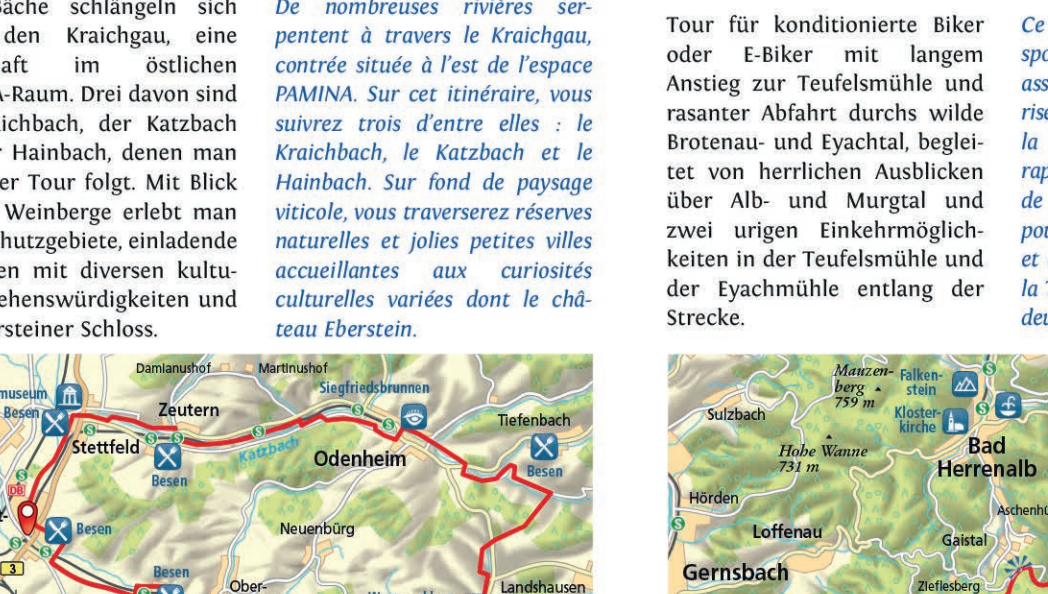 Bäche schlängeln sich
den Kraichgau, eine
im östlichen
A-Raum. Drei davon sind
der Katzbach
Hainbach, denen man
er Tour folgt. Mit Blick
Weinberge erlebt man
hutzgebiete, einladende
en mit diversen kultu-
ehenswürdigkeiten und
rsteiner Schloss.
De nombreuses rivières ser-
pentent à travers le Kraichgau,
contrée située à l'est de l'espace
PAMINA. Sur cet itinéraire, vous
suivrez trois d'entre elles : le
Kraichbach, le Katzbach et le
Hainbach. Sur fond de paysage
viticole, vous traverserez réserves
naturelles et jolies petites villes
accueillantes aux curiosités
culturelles variées dont le châ-
teau Eberstein.
Tour für konditionierte Biker
oder E-Biker mit langem
Anstieg zur Teufelsmühle und
rasanter Abfahrt durchs wilde
Brotenau- und Eyachtal, beglei-
tet von herrlichen Ausblicken
über Alb- und Murgtal und
zwei urigen Einkehrmöglich-
keiten in der Teufelsmühle und
der Eyachmühle entlang der
Strecke.
Ce
spo
ass
rise
la
rap
de
pou
et
la T
deu
Damianushof
Martinushof
museum
Besen
Zeutern
Siegfriedsbrunnen
Stettfeld
Katzbach
Tiefenbach
Odenheim
Besen
Besen
DB
Besen
Neuenbürg
3
Besen
Ober-
Landshausen
Mauzen-
berg
759 m
Falken-
stein
Sulzbach
Kloster-
kirche
Hohe Wanne
731 m
Bad
Herrenalb
Hörden
Aschenhü
Loffenau
Gaistal
Gernsbach
Zieflesberg